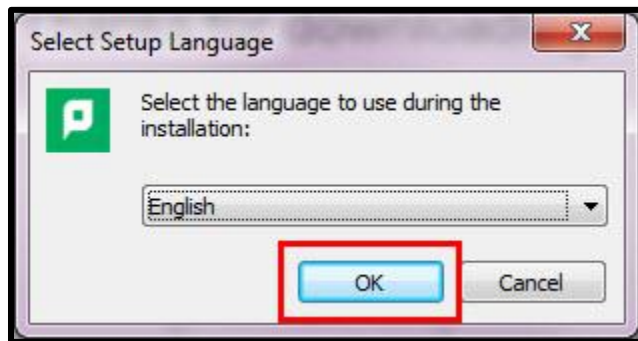 Select Setup Language
Select the language to use during the
installation:
English
OK
Cancel